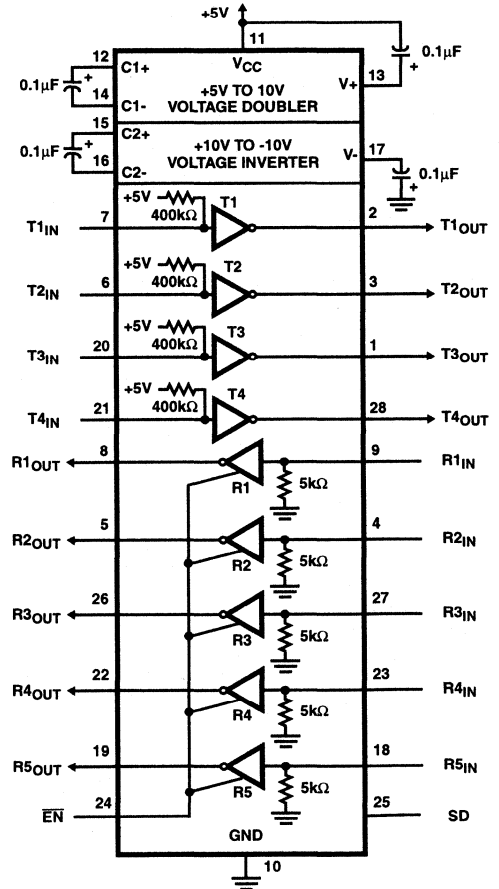 +5V
11
VCC
12
C1+
0.1μF
+
14
C1-
+5V TO 10V
VOLTAGE DOUBLER
V+
13
0.1μF
+
15
C2+
0.1μF
+
16
C2-
+10V TO -10V
VOLTAGE INVERTER
V-
17
0.1μF
+
+5V
400kΩ
T1
T1IN
7
2
T1OUT
+5V
400kΩ
T2
T2IN
6
3
T2OUT
+5V
400kΩ
T3
T3IN
20
1
T3OUT
+5V
400kΩ
T4
T4IN
21
28
T4OUT
R1OUT
8
R1
5kΩ
9
R1IN
R2OUT
5
R2
5kΩ
4
R2IN
R3OUT
26
R3
5kΩ
27
R3IN
R4OUT
22
R4
5kΩ
23
R4IN
R5OUT
19
R5
5kΩ
18
R5IN
E̅N̅
24
25
SD
GND
10